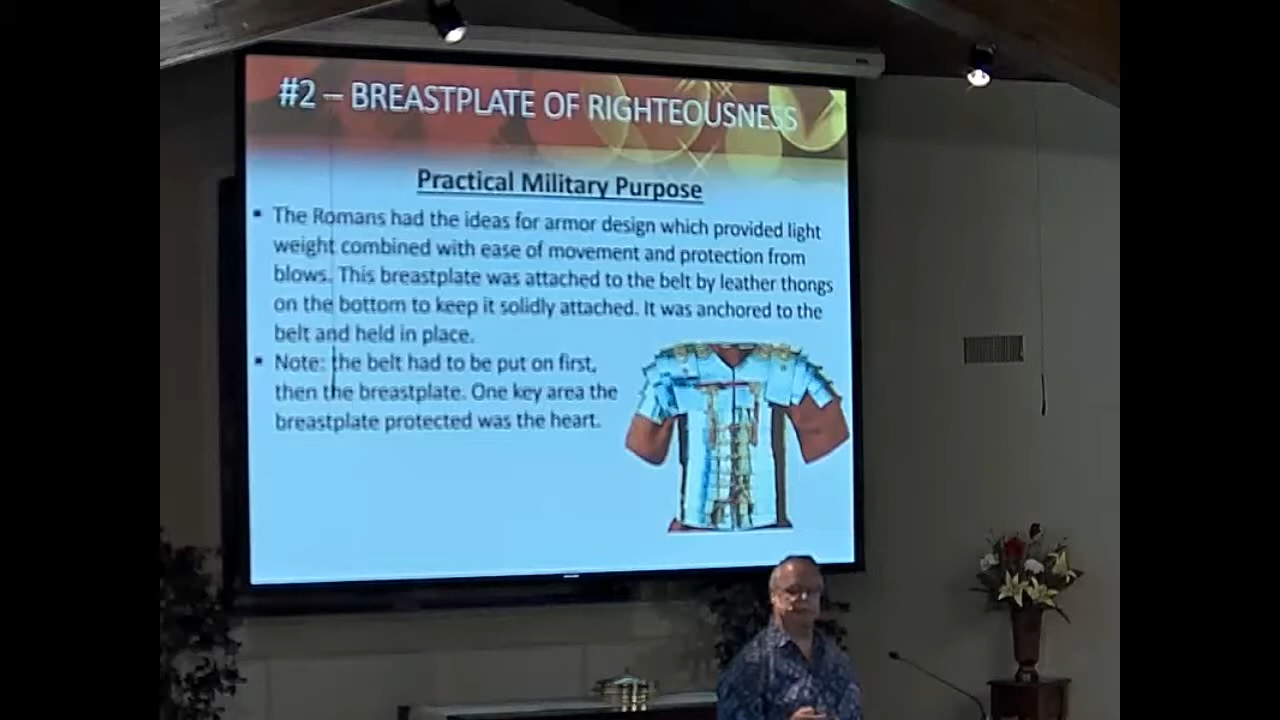 #2 – BREASTPLATE OF RIGHTEOUSNESS
Practical Military Purpose
▪ The Romans had the ideas for armor design which provided light
weight combined with ease of movement and protection from
blows. This breastplate was attached to the belt by leather thongs
on the bottom to keep it solidly attached. It was anchored to the
belt and held in place.
▪ Note: the belt had to be put on first,
then the breastplate. One key area the
breastplate protected was the heart.